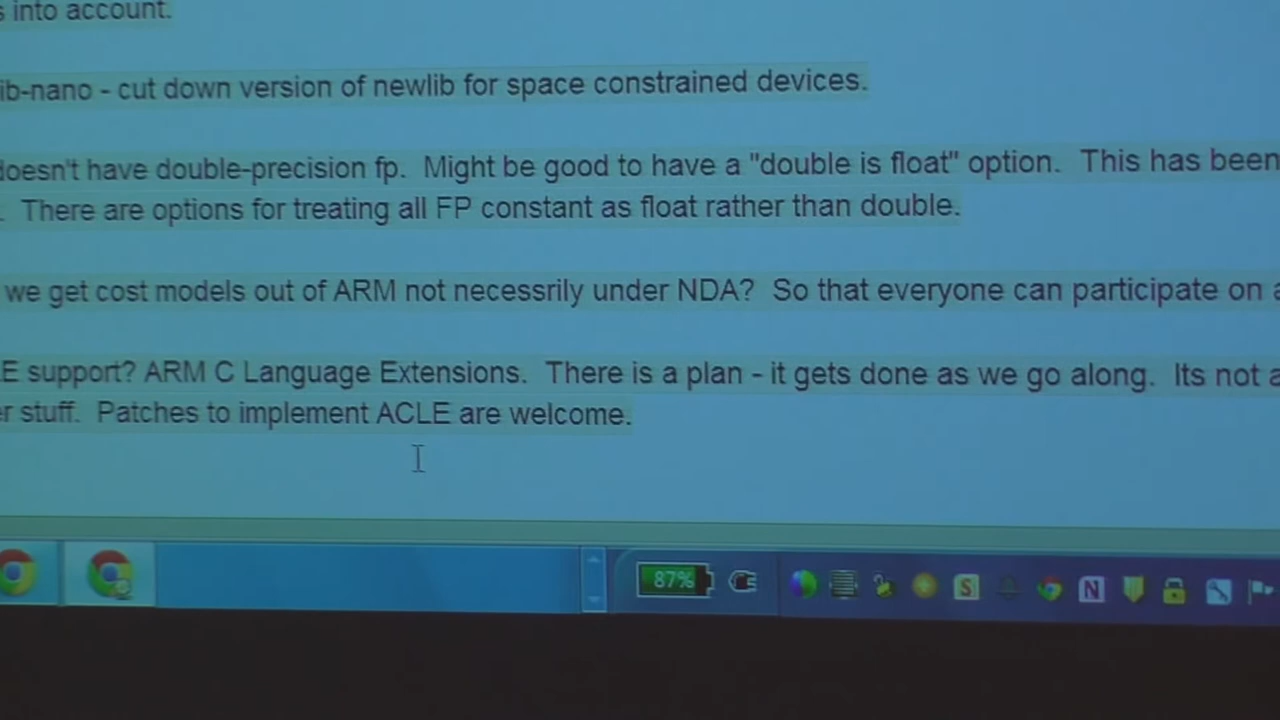 s into account.
ib-nano - cut down version of newlib for space constrained devices.
doesn't have double-precision fp. Might be good to have a "double is float" option. This has been
. There are options for treating all FP constant as float rather than double.
we get cost models out of ARM not necessrily under NDA? So that everyone can participate on a
E support? ARM C Language Extensions. There is a plan - it gets done as we go along. Its not a
er stuff. Patches to implement ACLE are welcome.
87%
S
N